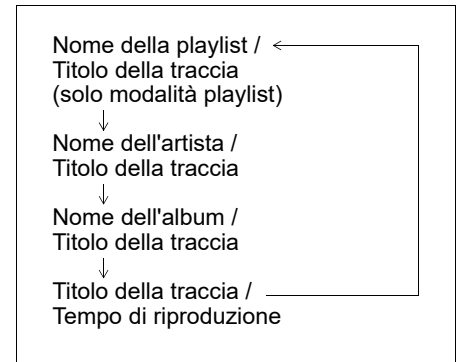 Nome della playlist /
Titolo della traccia
(solo modalità playlist)
Nome dell'artista /
Titolo della traccia
Nome dell'album /
Titolo della traccia
Titolo della traccia /
Tempo di riproduzione